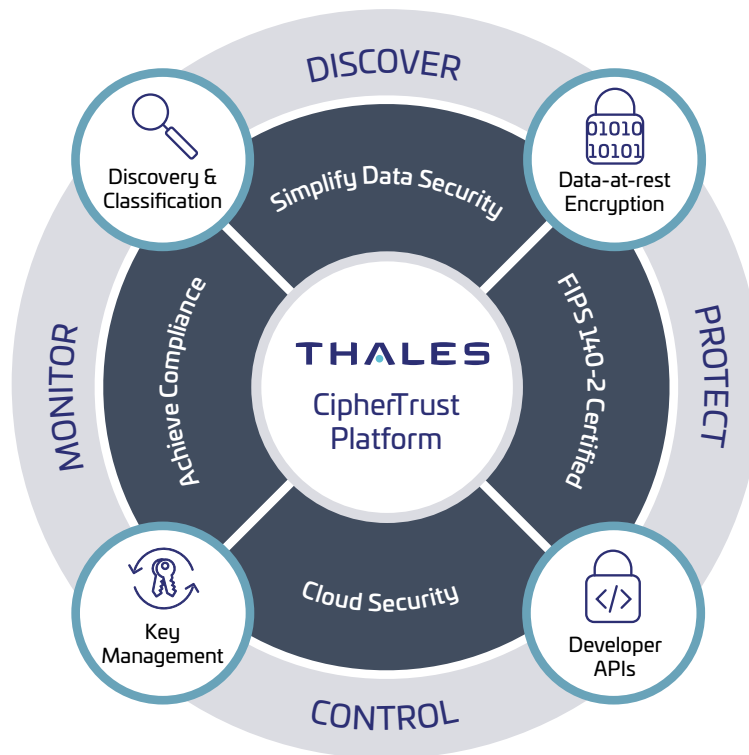 DISCOVER
Discovery &
Classification
01010
10101
Data-at-rest
Encryption
Simplify Data Security
MONITOR
Achieve Compliance
THALES
CipherTrust
Platform
FIPS 140-2 Certified
PROTECT
Cloud Security
Key
Management
</>
Developer
APIs
CONTROL